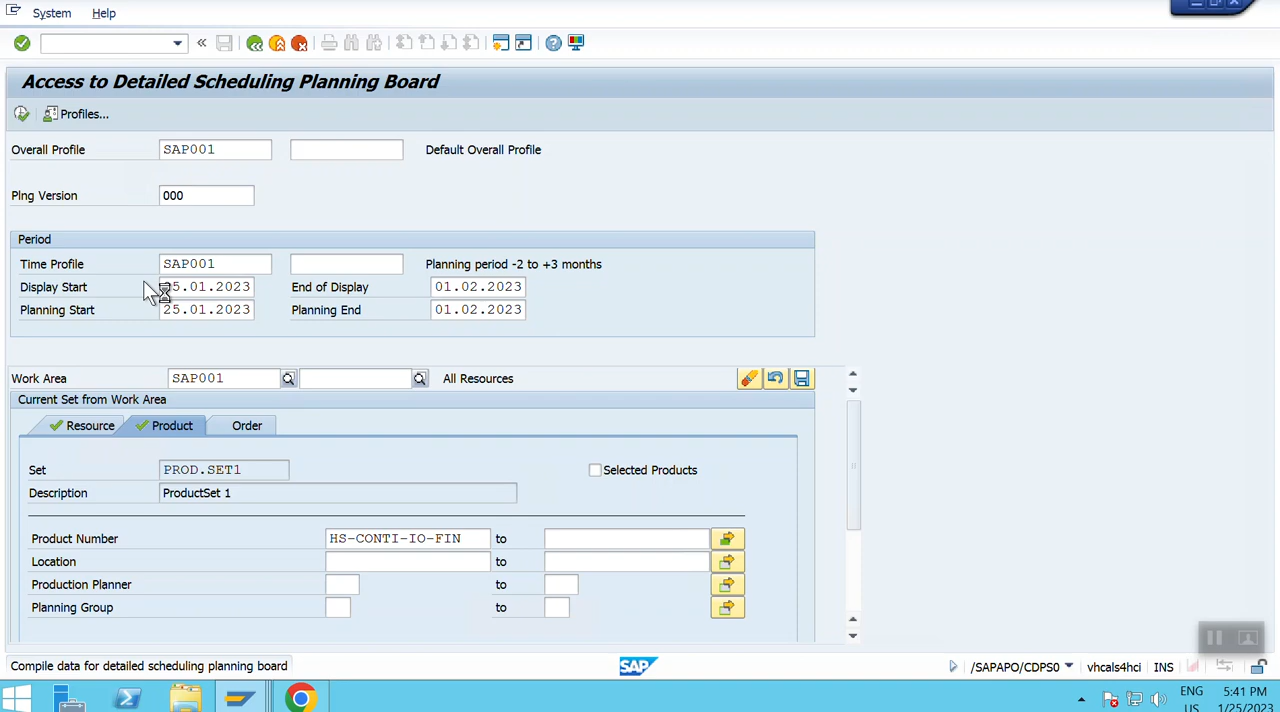 System Help
Access to Detailed Scheduling Planning Board
Profiles...
Overall Profile SAP001 Default Overall Profile
Plng Version 000
Period
Time Profile SAP001 Planning period -2 to +3 months
Display Start 25.01.2023 End of Display 01.02.2023
Planning Start 25.01.2023 Planning End 01.02.2023
Work Area SAP001 All Resources
Current Set from Work Area
Resource Product Order
Set PROD.SET1 Selected Products
Description ProductSet 1
Product Number HS-CONTI-IO-FIN to
Location to
Production Planner to
Planning Group to
Compile data for detailed scheduling planning board SAP /SAPAPO/CDPS0 vhcals4hci INS
ENG 5:41 PM
US 1/25/2023